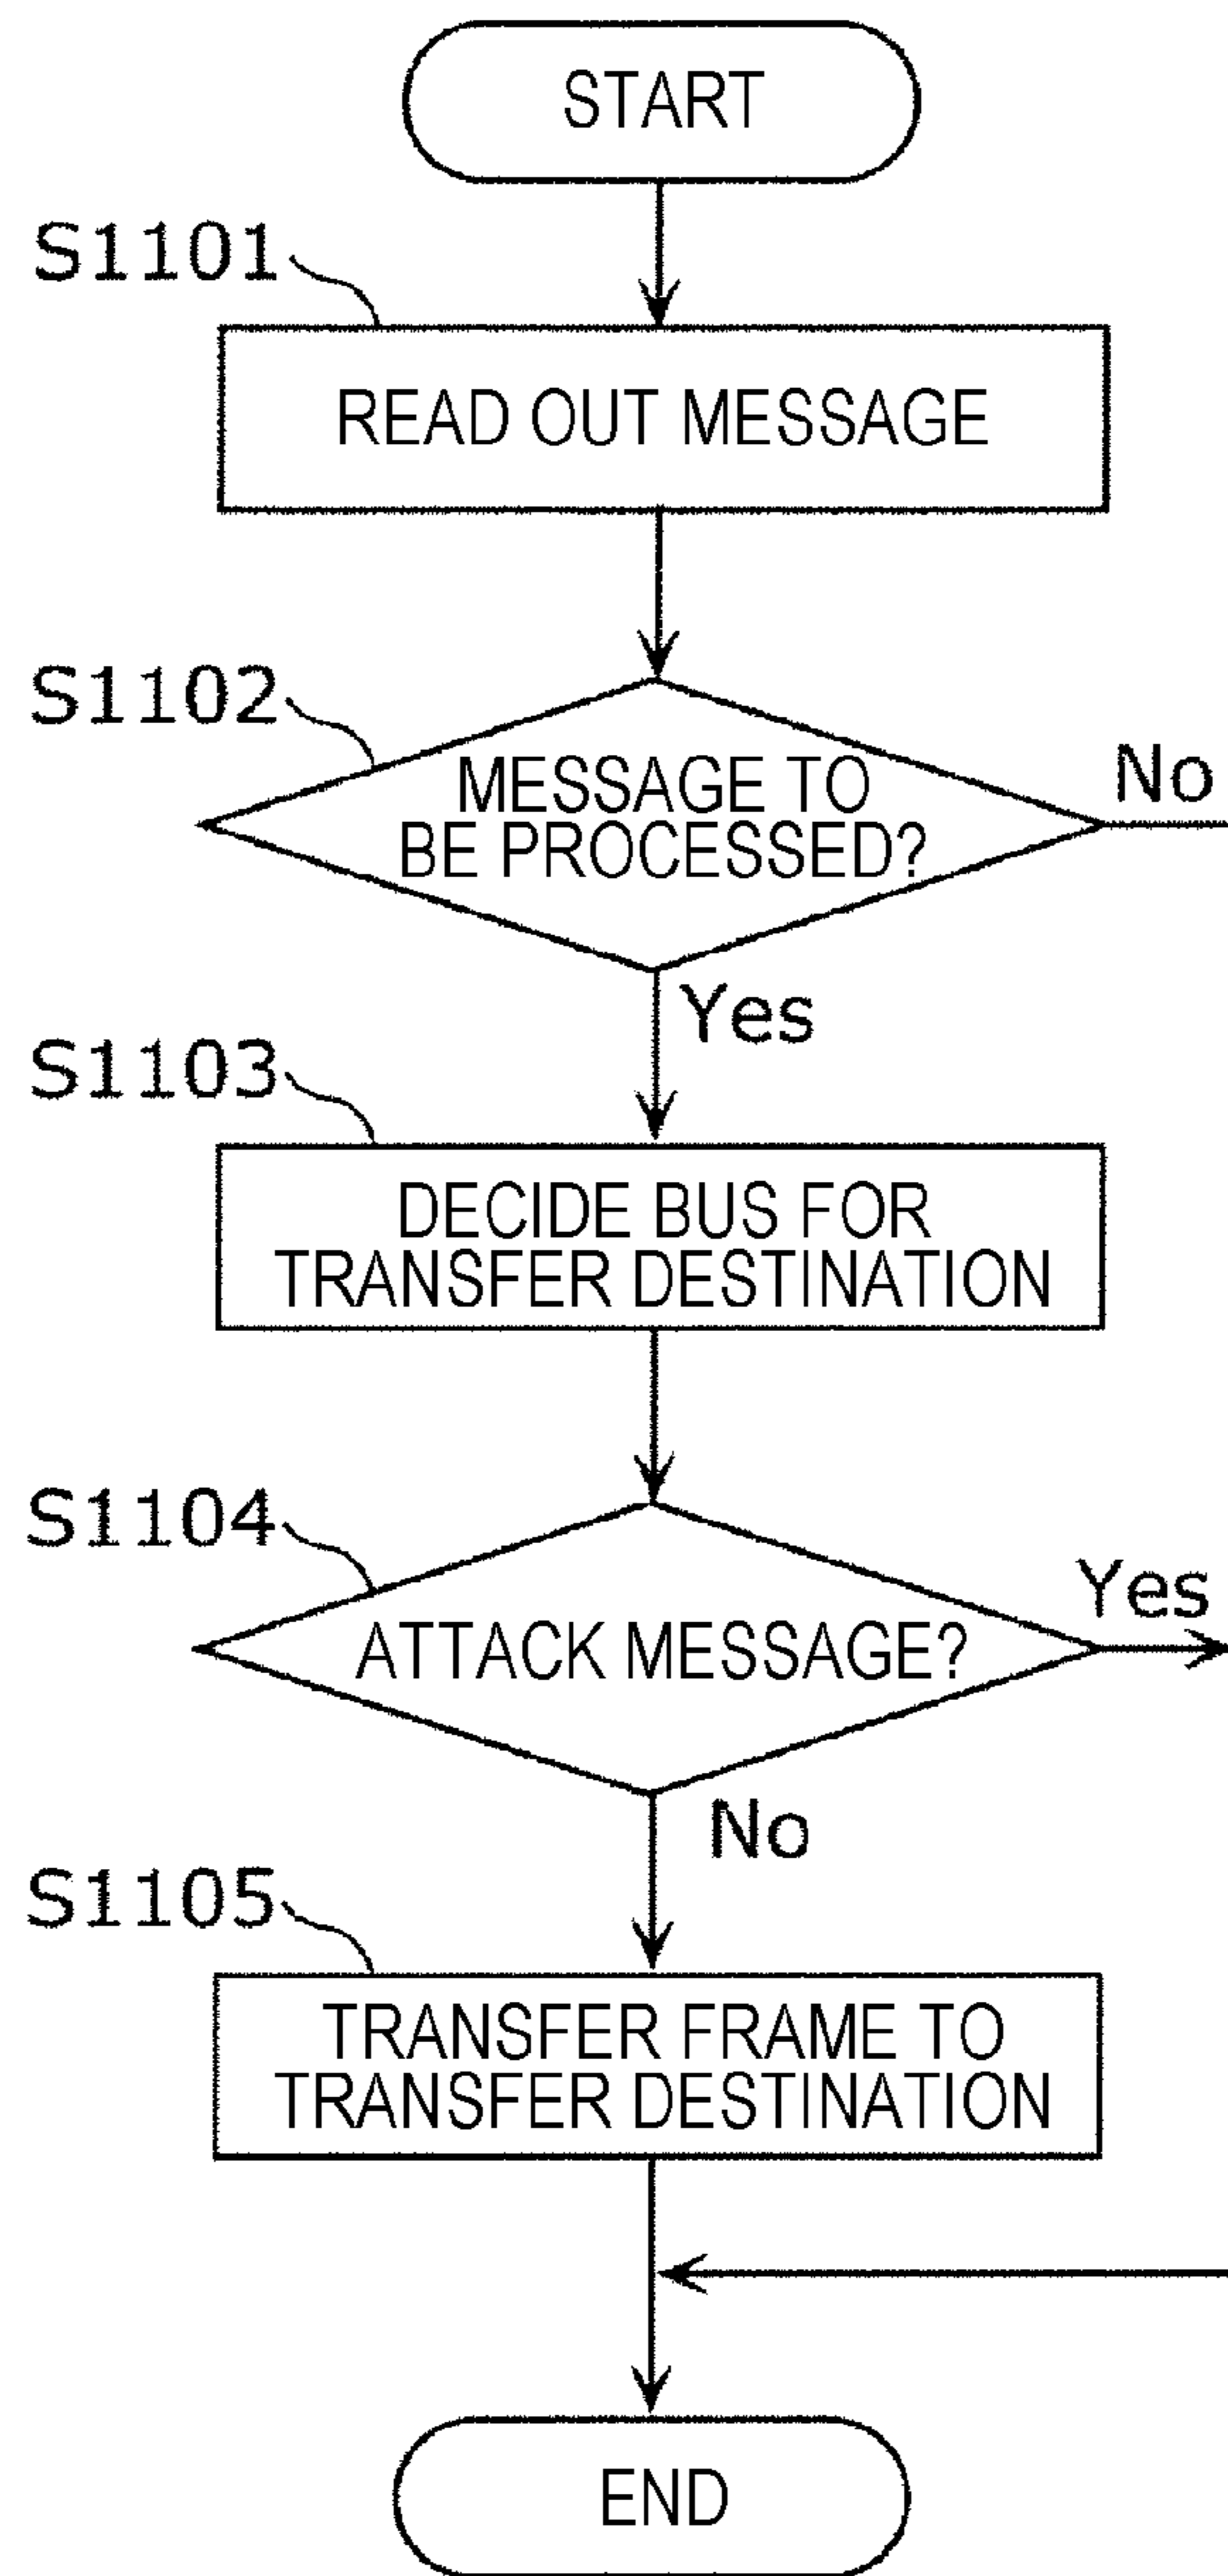 START
S1101
READ OUT MESSAGE
S1102
MESSAGE TO
BE PROCESSED?
No
Yes
S1103
DECIDE BUS FOR
TRANSFER DESTINATION
S1104
ATTACK MESSAGE?
Yes
No
S1105
TRANSFER FRAME TO
TRANSFER DESTINATION
END